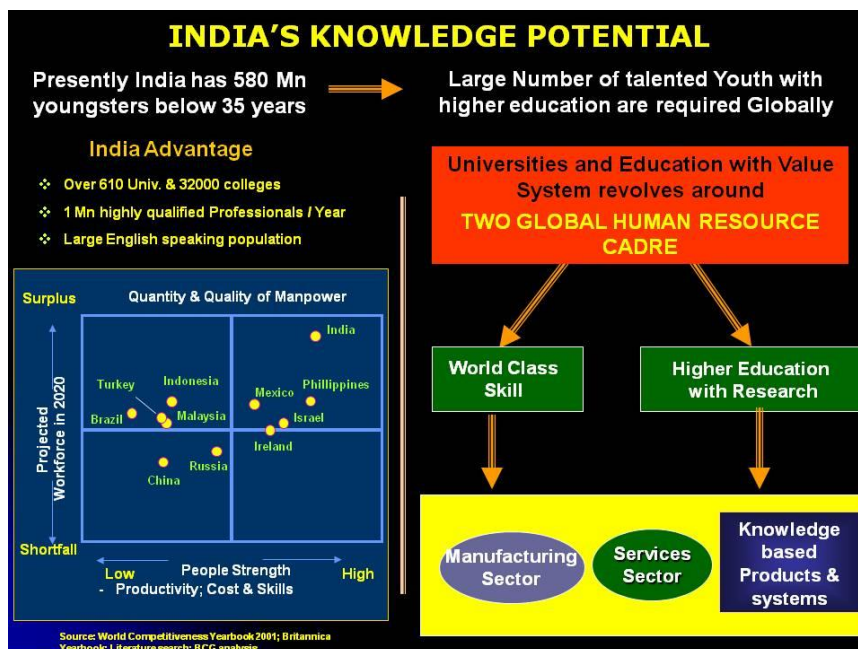 INDIA'S KNOWLEDGE POTENTIAL
Presently India has 580 Mn
youngsters below 35 years
Large Number of talented Youth with
higher education are required Globally
India Advantage
Over 610 Univ. & 32000 colleges
1 Mn highly qualified Professionals / Year
Large English speaking population
Surplus
Quantity & Quality of Manpower
India
Turkey
Indonesia
Mexico
Phillippines
Brazil
Malaysia
Israel
Ireland
Russia
China
Projected
Workforce in 2020
Shortfall
Low
People Strength
High
- Productivity; Cost & Skills
Source: World Competitiveness Yearbook 2001; Britannica
Yearbook; Literature search; BCG analysis
Universities and Education with Value
System revolves around
TWO GLOBAL HUMAN RESOURCE
CADRE
World Class
Skill
Higher Education
with Research
Manufacturing
Sector
Services
Sector
Knowledge
based
Products &
systems